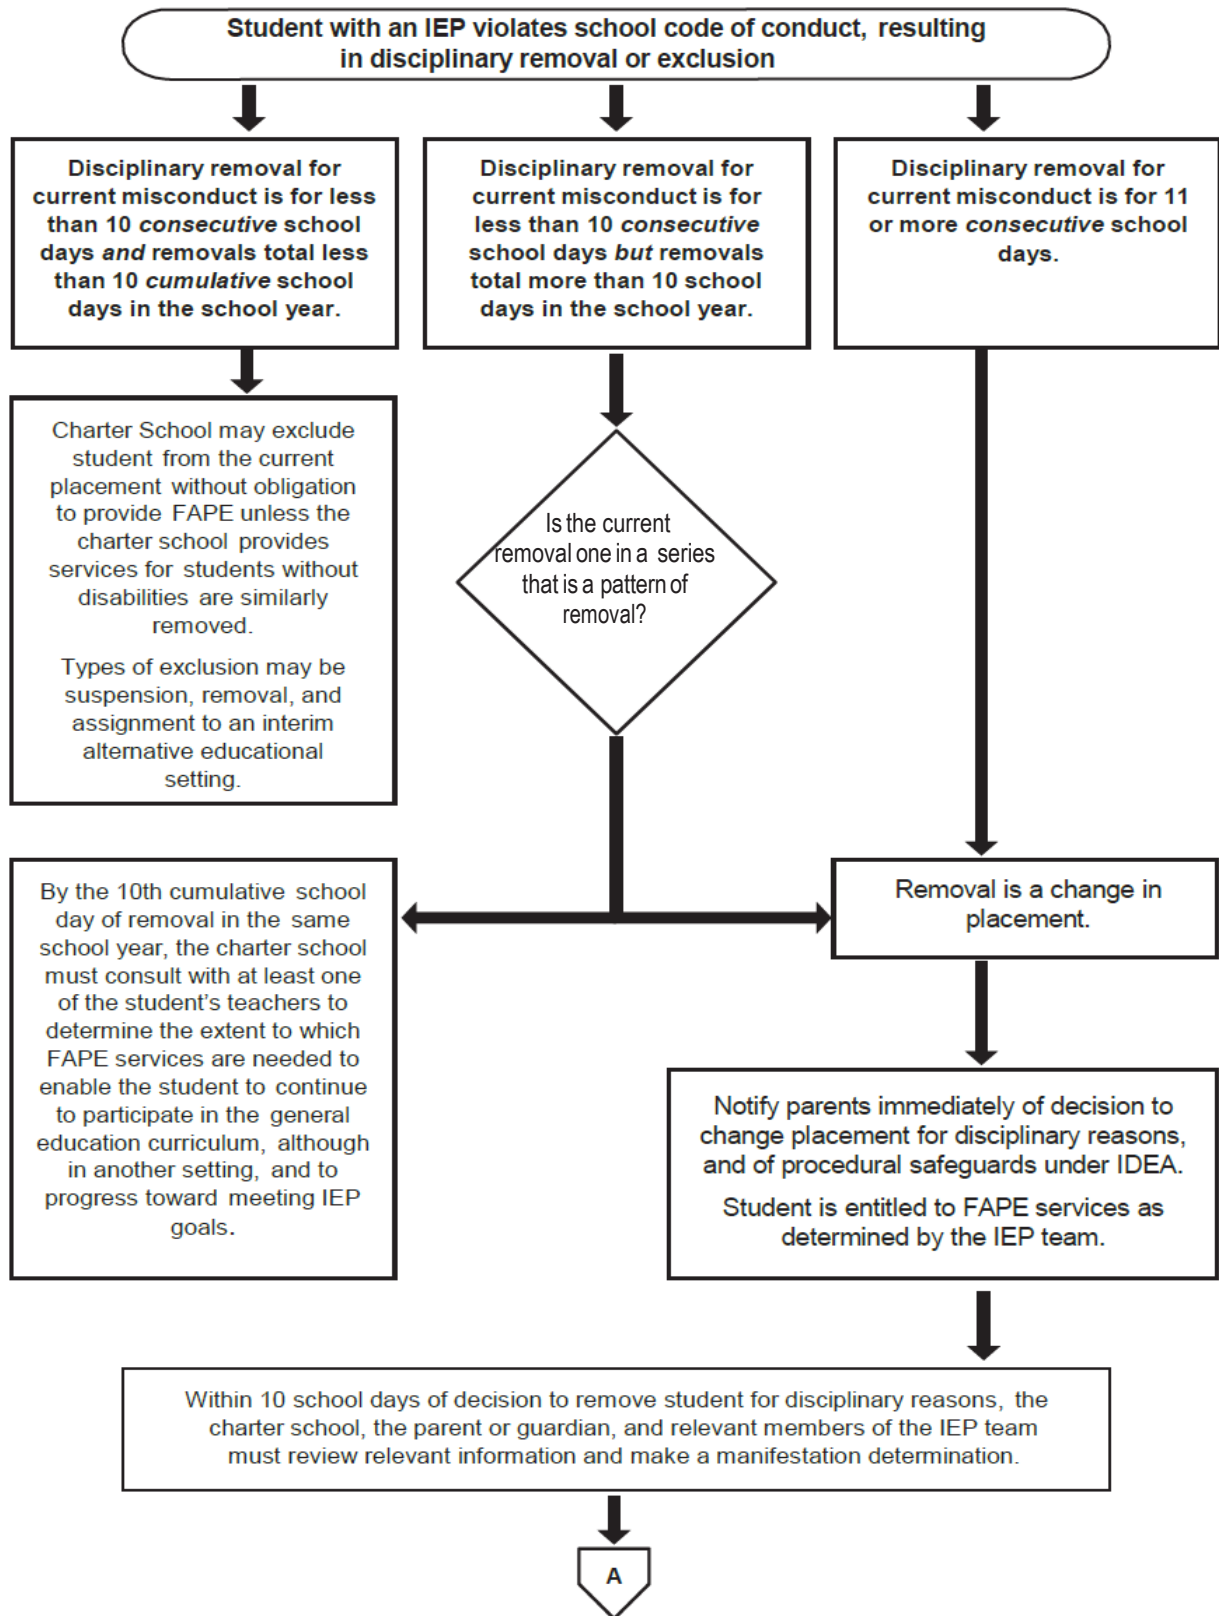 Student with an IEP violates school code of conduct, resulting
in disciplinary removal or exclusion
Disciplinary removal for
current misconduct is for less
than 10 consecutive school
days and removals total less
than 10 cumulative school
days in the school year.
Disciplinary removal for
current misconduct is for
less than 10 consecutive
school days but removals
total more than 10 school
days in the school year.
Disciplinary removal for
current misconduct is for 11
or more consecutive school
days.
Charter School may exclude
student from the current
placement without obligation
to provide FAPE unless the
charter school provides
services for students without
disabilities are similarly
removed.
Types of exclusion may be
suspension, removal, and
assignment to an interim
alternative educational
setting.
Is the current
removal one in a series
that is a pattern of
removal?
By the 10th cumulative school
day of removal in the same
school year, the charter school
must consult with at least one
of the student’s teachers to
determine the extent to which
FAPE services are needed to
enable the student to continue
to participate in the general
education curriculum, although
in another setting, and to
progress toward meeting IEP
goals.
Removal is a change in
placement.
Notify parents immediately of decision to
change placement for disciplinary reasons,
and of procedural safeguards under IDEA.
Student is entitled to FAPE services as
determined by the IEP team.
Within 10 school days of decision to remove student for disciplinary reasons, the
charter school, the parent or guardian, and relevant members of the IEP team
must review relevant information and make a manifestation determination.
A